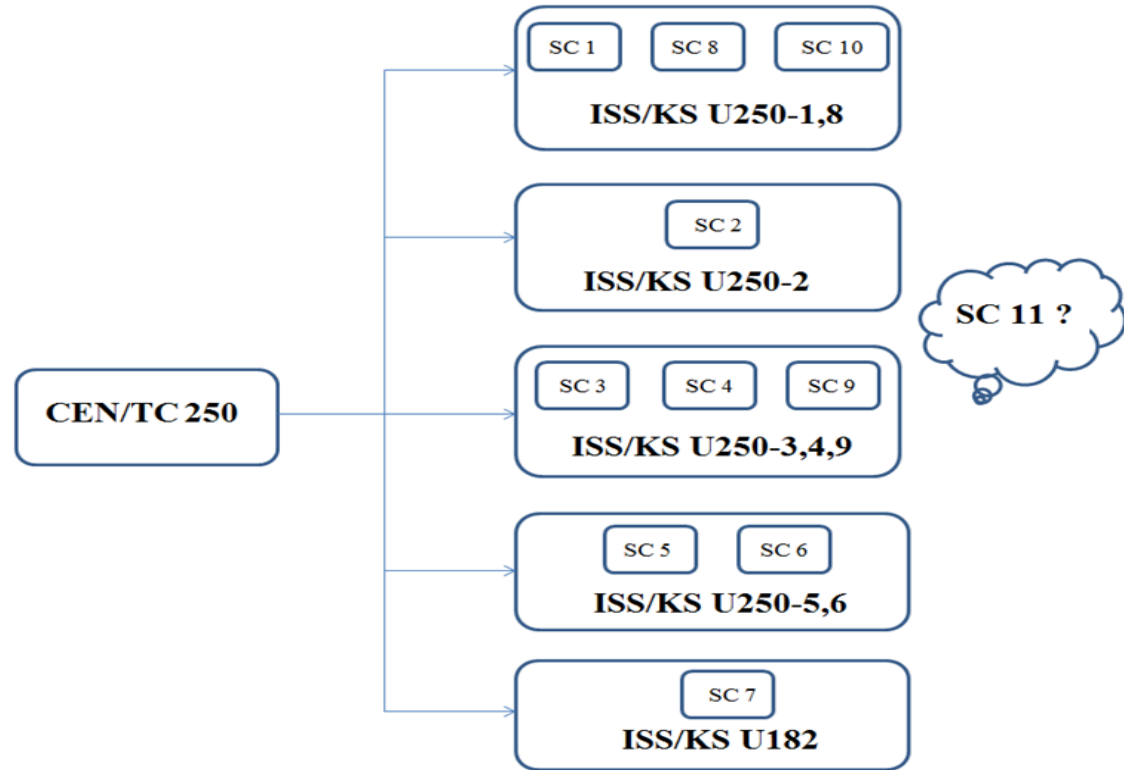 SC 1 SC 8 SC 10
ISS/KS U250-1,8
SC 2
ISS/KS U250-2
SC 11 ?
CEN/TC 250
SC 3 SC 4 SC 9
ISS/KS U250-3,4,9
SC 5 SC 6
ISS/KS U250-5,6
SC 7
ISS/KS U182